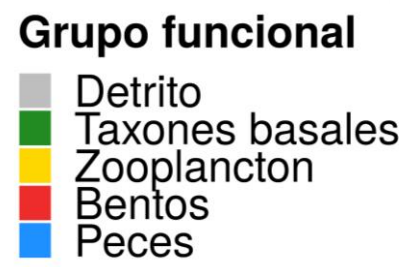 Grupo funcional
Detrito
Taxones basales
Zooplancton
Bentos
Peces